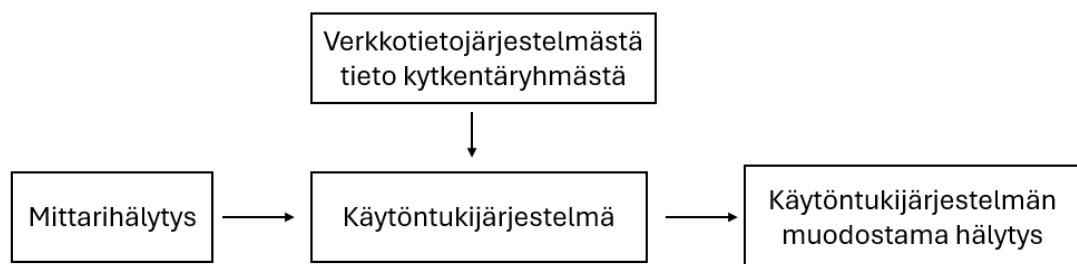 Verkkotietojärjestelmästä
tieto kytkentäryhmästä
Mittarihälytys
Käytöntukijärjestelmä
Käytöntukijärjestelmän
muodostama hälytys